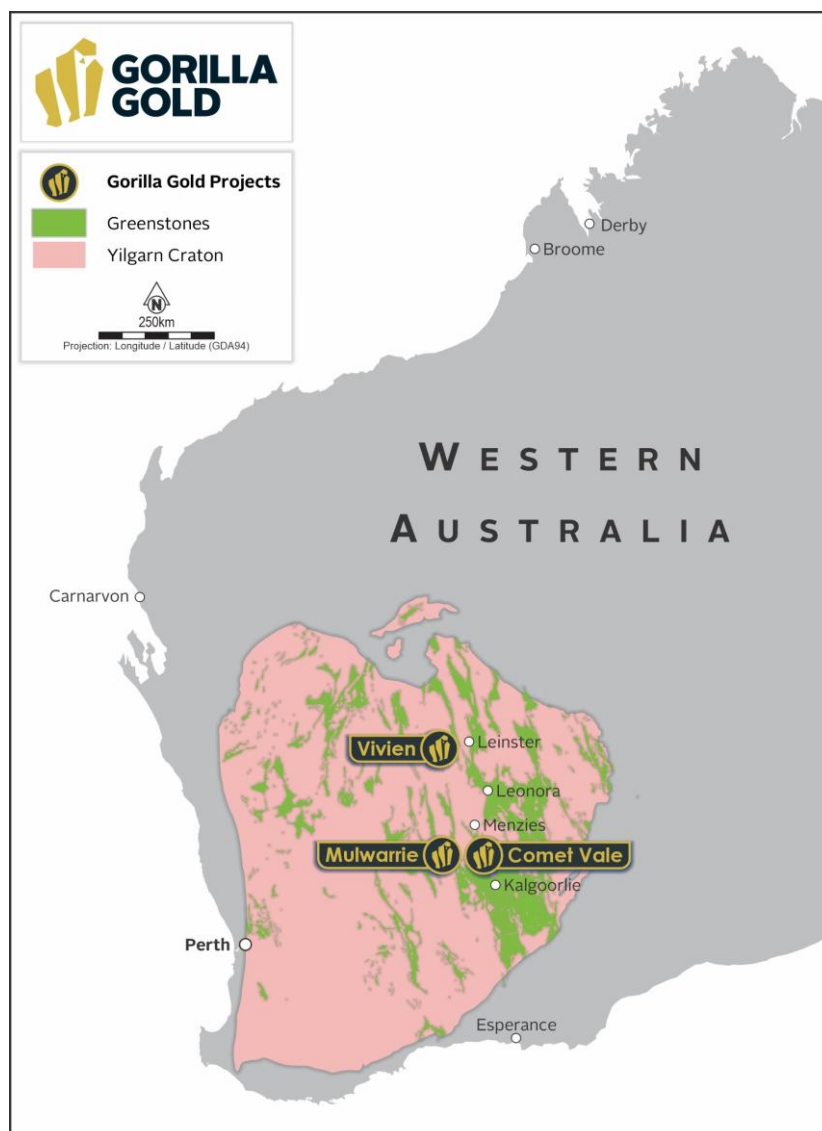 GORILLA
GOLD
Gorilla Gold Projects
Greenstones
Yilgarn Craton
N
250km
Projection: Longitude / Latitude (GDA94)
Derby
Broome
WESTERN
AUSTRALIA
Carnarvon
Vivien
Leinster
Leonora
Menzies
Mulwarrie
Comet Vale
Kalgoorlie
Perth
Esperance